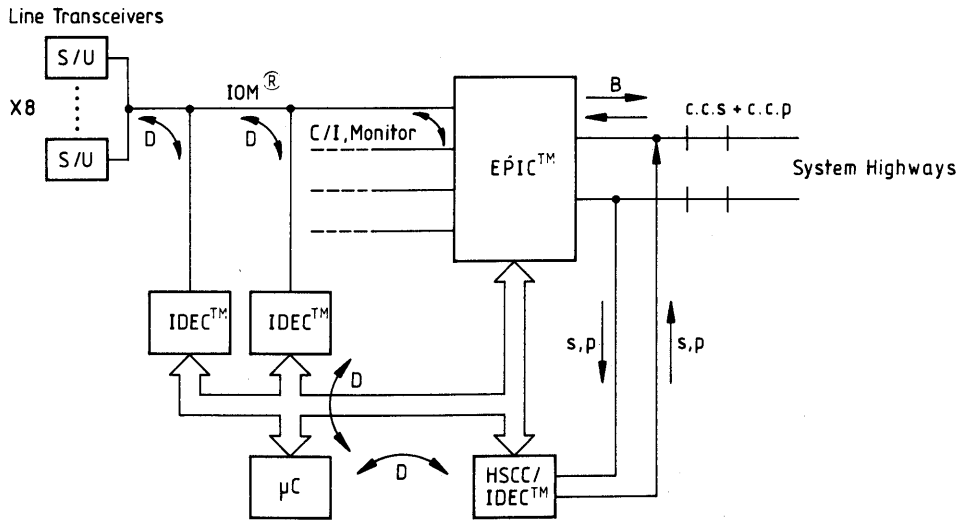 Line Transceivers
S/U
X8
S/U
IOM®
D
D
C/I, Monitor
EPIC™
B
c.c.s + c.c.p
System Highways
IDEC™
IDEC™
s,p
s,p
D
D
µC
HSCC/
IDEC™